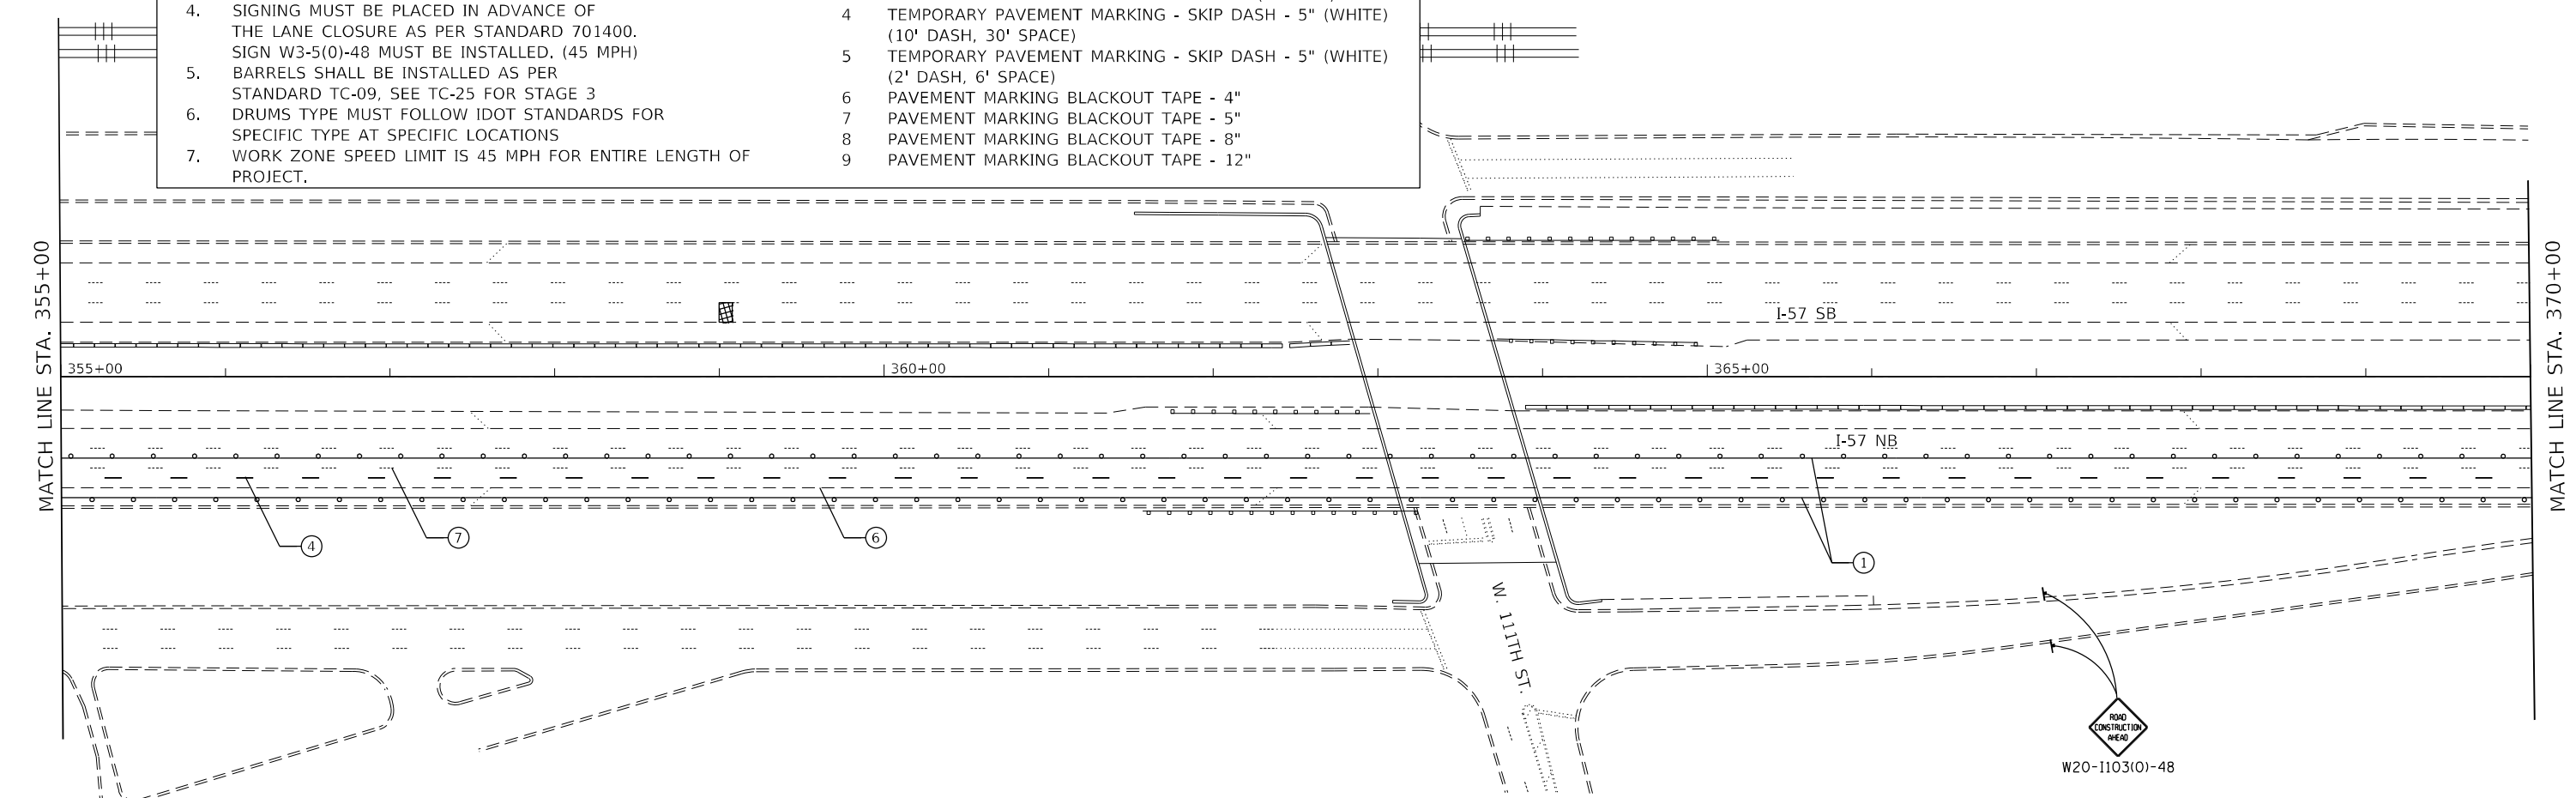 4. SIGNING MUST BE PLACED IN ADVANCE OF
THE LANE CLOSURE AS PER STANDARD 701400.
SIGN W3-5(O)-48 MUST BE INSTALLED. (45 MPH)
5. BARRELS SHALL BE INSTALLED AS PER
STANDARD TC-09, SEE TC-25 FOR STAGE 3
6. DRUMS TYPE MUST FOLLOW IDOT STANDARDS FOR
SPECIFIC TYPE AT SPECIFIC LOCATIONS
7. WORK ZONE SPEED LIMIT IS 45 MPH FOR ENTIRE LENGTH OF
PROJECT.
4 TEMPORARY PAVEMENT MARKING - SKIP DASH - 5" (WHITE)
(10' DASH, 30' SPACE)
5 TEMPORARY PAVEMENT MARKING - SKIP DASH - 5" (WHITE)
(2' DASH, 6' SPACE)
6 PAVEMENT MARKING BLACKOUT TAPE - 4"
7 PAVEMENT MARKING BLACKOUT TAPE - 5"
8 PAVEMENT MARKING BLACKOUT TAPE - 8"
9 PAVEMENT MARKING BLACKOUT TAPE - 12"
MATCH LINE STA. 355+00
I-57 SB
355+00
360+00
365+00
I-57 NB
4
7
6
1
W. 111TH ST.
ROAD
CONSTRUCTION
AHEAD
W20-I103(O)-48
MATCH LINE STA. 370+00